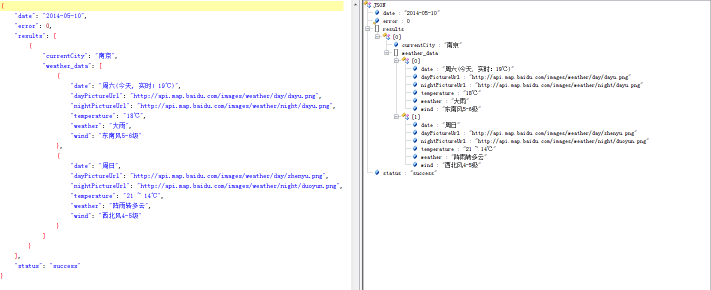 {
"date": "2014-05-10",
"error": 0,
"results": [
{
"currentCity": "南京",
"weather_data": [
{
"date": "周六(今天, 实时: 19℃)",
"dayPictureUrl": "http://api.map.baidu.com/images/weather/day/dayu.png",
"nightPictureUrl": "http://api.map.baidu.com/images/weather/night/dayu.png",
"temperature": "18℃",
"weather": "大雨",
"wind": "东南风5-6级"
},
{
"date": "周日",
"dayPictureUrl": "http://api.map.baidu.com/images/weather/day/zhenyu.png",
"nightPictureUrl": "http://api.map.baidu.com/images/weather/night/duoyun.png",
"temperature": "21 ~ 14℃",
"weather": "阵雨转多云",
"wind": "西北风4-5级"
}
]
}
],
"status": "success"
}
JSON
date : "2014-05-10"
error : 0
results
[0]
currentCity : "南京"
weather_data
[0]
date : "周六(今天, 实时: 19℃)"
dayPictureUrl : "http://api.map.baidu.com/images/weather/day/dayu.png"
nightPictureUrl : "http://api.map.baidu.com/images/weather/night/dayu.png"
temperature : "18℃"
weather : "大雨"
wind : "东南风5-6级"
[1]
date : "周日"
dayPictureUrl : "http://api.map.baidu.com/images/weather/day/zhenyu.png"
nightPictureUrl : "http://api.map.baidu.com/images/weather/night/duoyun.png"
temperature : "21 ~ 14℃"
weather : "阵雨转多云"
wind : "西北风4-5级"
status : "success"